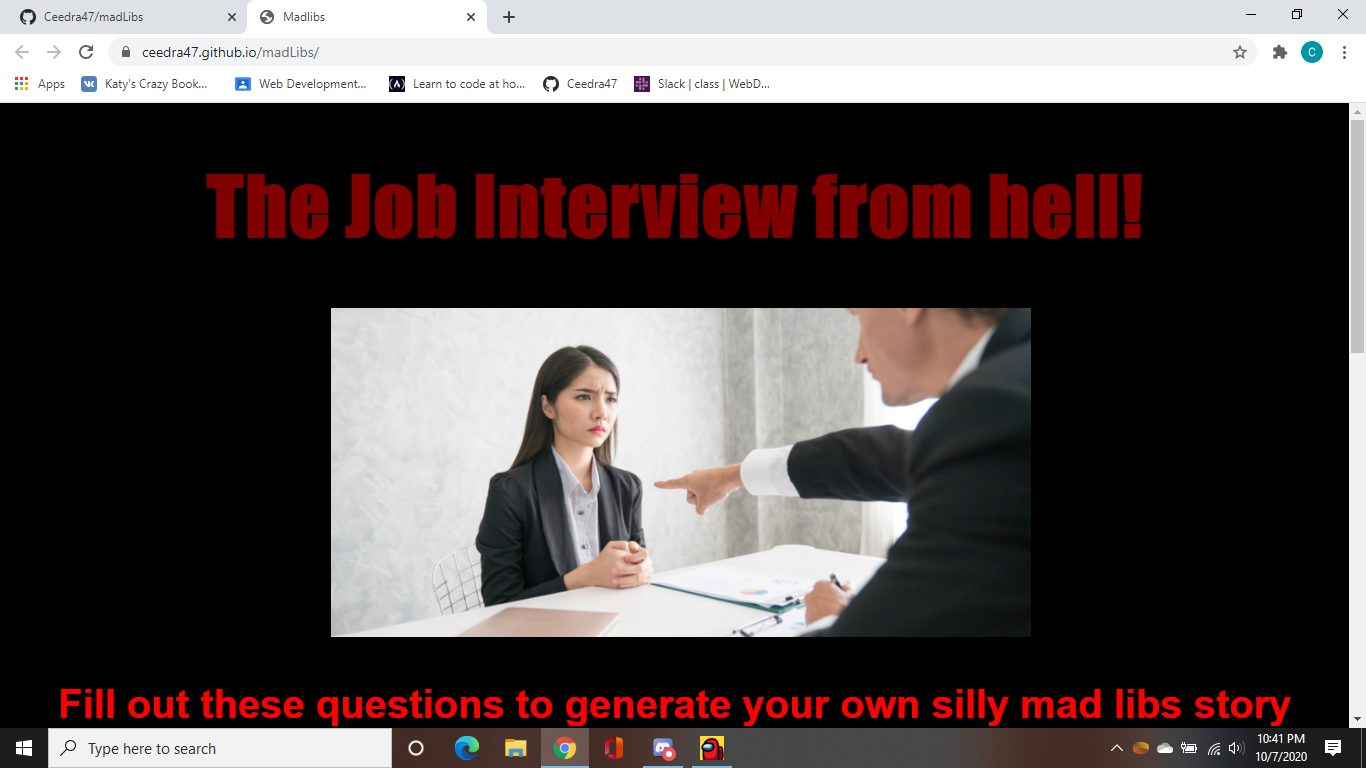 Ceedra47/madLibs
Madlibs
ceedra47.github.io/madLibs/
C
Apps
Katy's Crazy Book...
Web Development...
Learn to code at ho...
Ceedra47
Slack | class | WebD...
The Job Interview from hell!
Fill out these questions to generate your own silly mad libs story
Type here to search
10:41 PM
10/7/2020